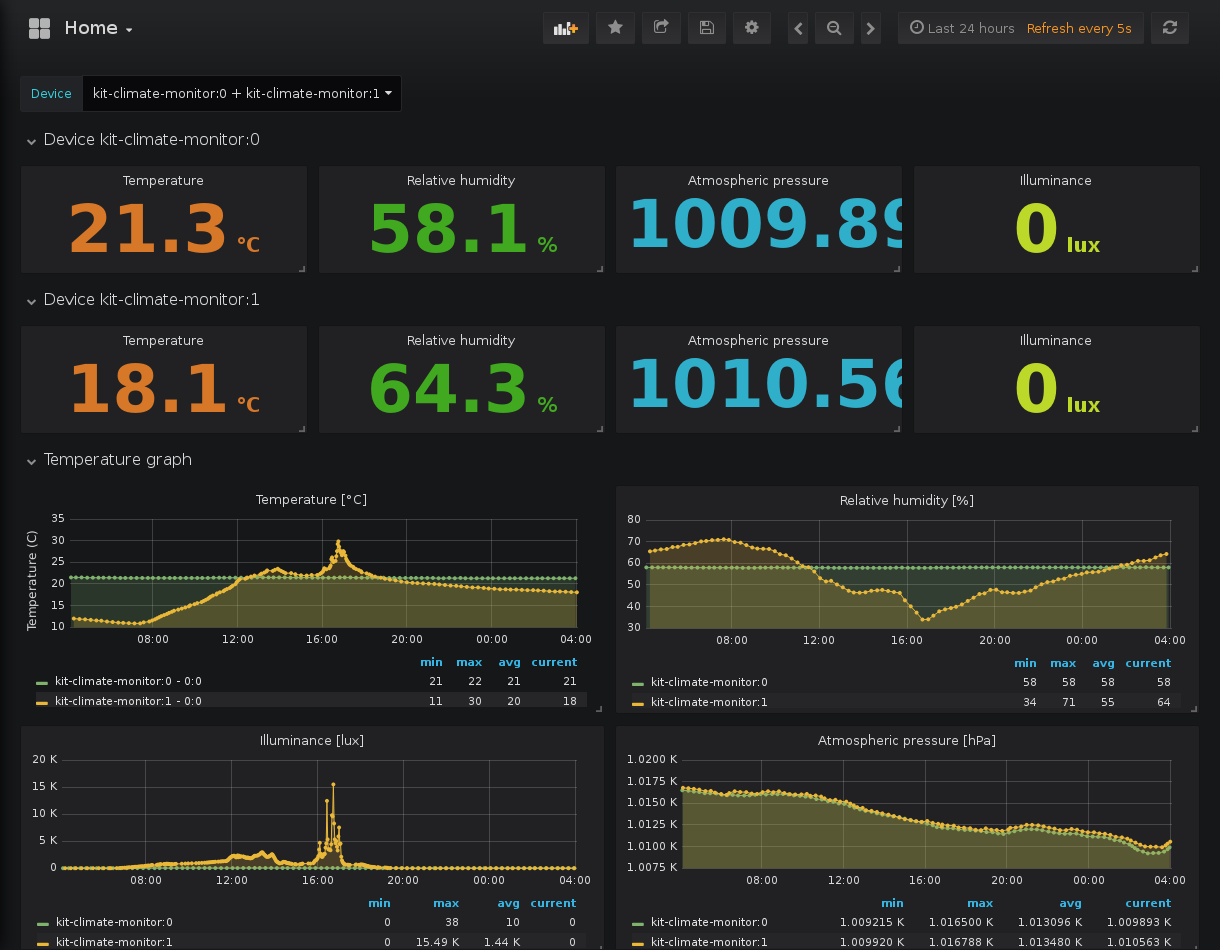 Home
Last 24 hours Refresh every 5s
Device kit-climate-monitor:0 + kit-climate-monitor:1
Device kit-climate-monitor:0
Temperature Relative humidity Atmospheric pressure Illuminance
21.3 °C 58.1 % 1009.89 0 lux
Device kit-climate-monitor:1
Temperature Relative humidity Atmospheric pressure Illuminance
18.1 °C 64.3 % 1010.56 0 lux
Temperature graph
Temperature [°C]
Temperature (C)
35
30
25
20
15
10
08:00 12:00 16:00 20:00 00:00 04:00
min max avg current
kit-climate-monitor:0 - 0:0 21 22 21 21
kit-climate-monitor:1 - 0:0 11 30 20 18
Relative humidity [%]
80
70
60
50
40
30
08:00 12:00 16:00 20:00 00:00 04:00
min max avg current
kit-climate-monitor:0 58 58 58 58
kit-climate-monitor:1 34 71 55 64
Illuminance [lux]
20 K
15 K
10 K
5 K
0
08:00 12:00 16:00 20:00 00:00 04:00
min max avg current
kit-climate-monitor:0 0 38 10 0
kit-climate-monitor:1 0 15.49 K 1.44 K 0
Atmospheric pressure [hPa]
1.0200 K
1.0175 K
1.0150 K
1.0125 K
1.0100 K
1.0075 K
08:00 12:00 16:00 20:00 00:00 04:00
min max avg current
kit-climate-monitor:0 1.009215 K 1.016500 K 1.013096 K 1.009893 K
kit-climate-monitor:1 1.009920 K 1.016788 K 1.013480 K 1.010563 K